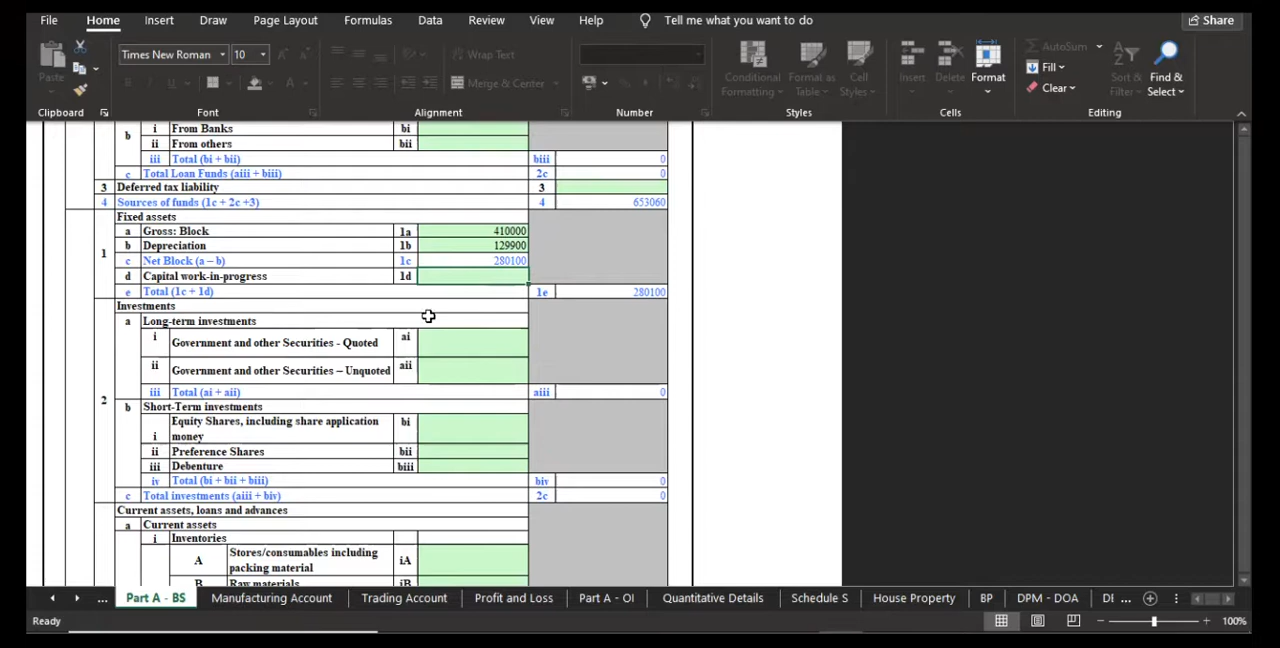 File Home Insert Draw Page Layout Formulas Data Review View Help Tell me what you want to do Share
Times New Roman 10 Wrap Text
Paste Merge & Center Conditional Formatting Format as Table Cell Styles Insert Delete Format AutoSum Fill Clear Sort & Filter Find & Select
Clipboard Font Alignment Number Styles Cells Editing
b i From Banks bi
ii From others bii
iii Total (bi + bii) biii 0
c Total Loan Funds (aiii + biii) 2c 0
3 Deferred tax liability 3
4 Sources of funds (1c + 2c +3) 4 653060
1 Fixed assets
a Gross: Block 1a 410000
b Depreciation 1b 129900
c Net Block (a – b) 1c 280100
d Capital work-in-progress 1d
e Total (1c + 1d) 1e 280100
2 Investments
a Long-term investments
i Government and other Securities - Quoted ai
ii Government and other Securities – Unquoted aii
iii Total (ai + aii) aiii 0
b Short-Term investments
i Equity Shares, including share application money bi
ii Preference Shares bii
iii Debenture biii
iv Total (bi + bii + biii) biv 0
c Total investments (aiii + biv) 2c 0
Current assets, loans and advances
a Current assets
i Inventories
A Stores/consumables including packing material iA
B Raw materials iB
... Part A - BS Manufacturing Account Trading Account Profit and Loss Part A - OI Quantitative Details Schedule S House Property BP DPM - DOA DI ...
Ready 100%